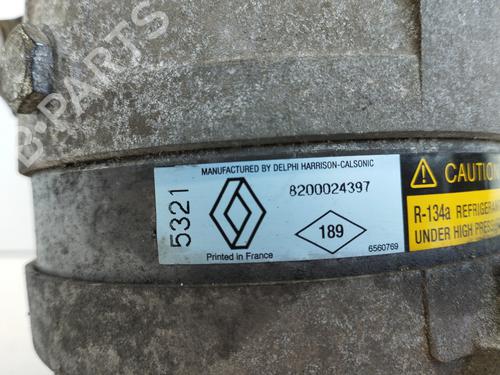 B-PARTS
MANUFACTURED BY DELPHI HARRISON-CALSONIC
5321
8200024397
189
Printed in France
6560769
CAUTION
R-134a REFRIGERANT
UNDER HIGH PRESSURE